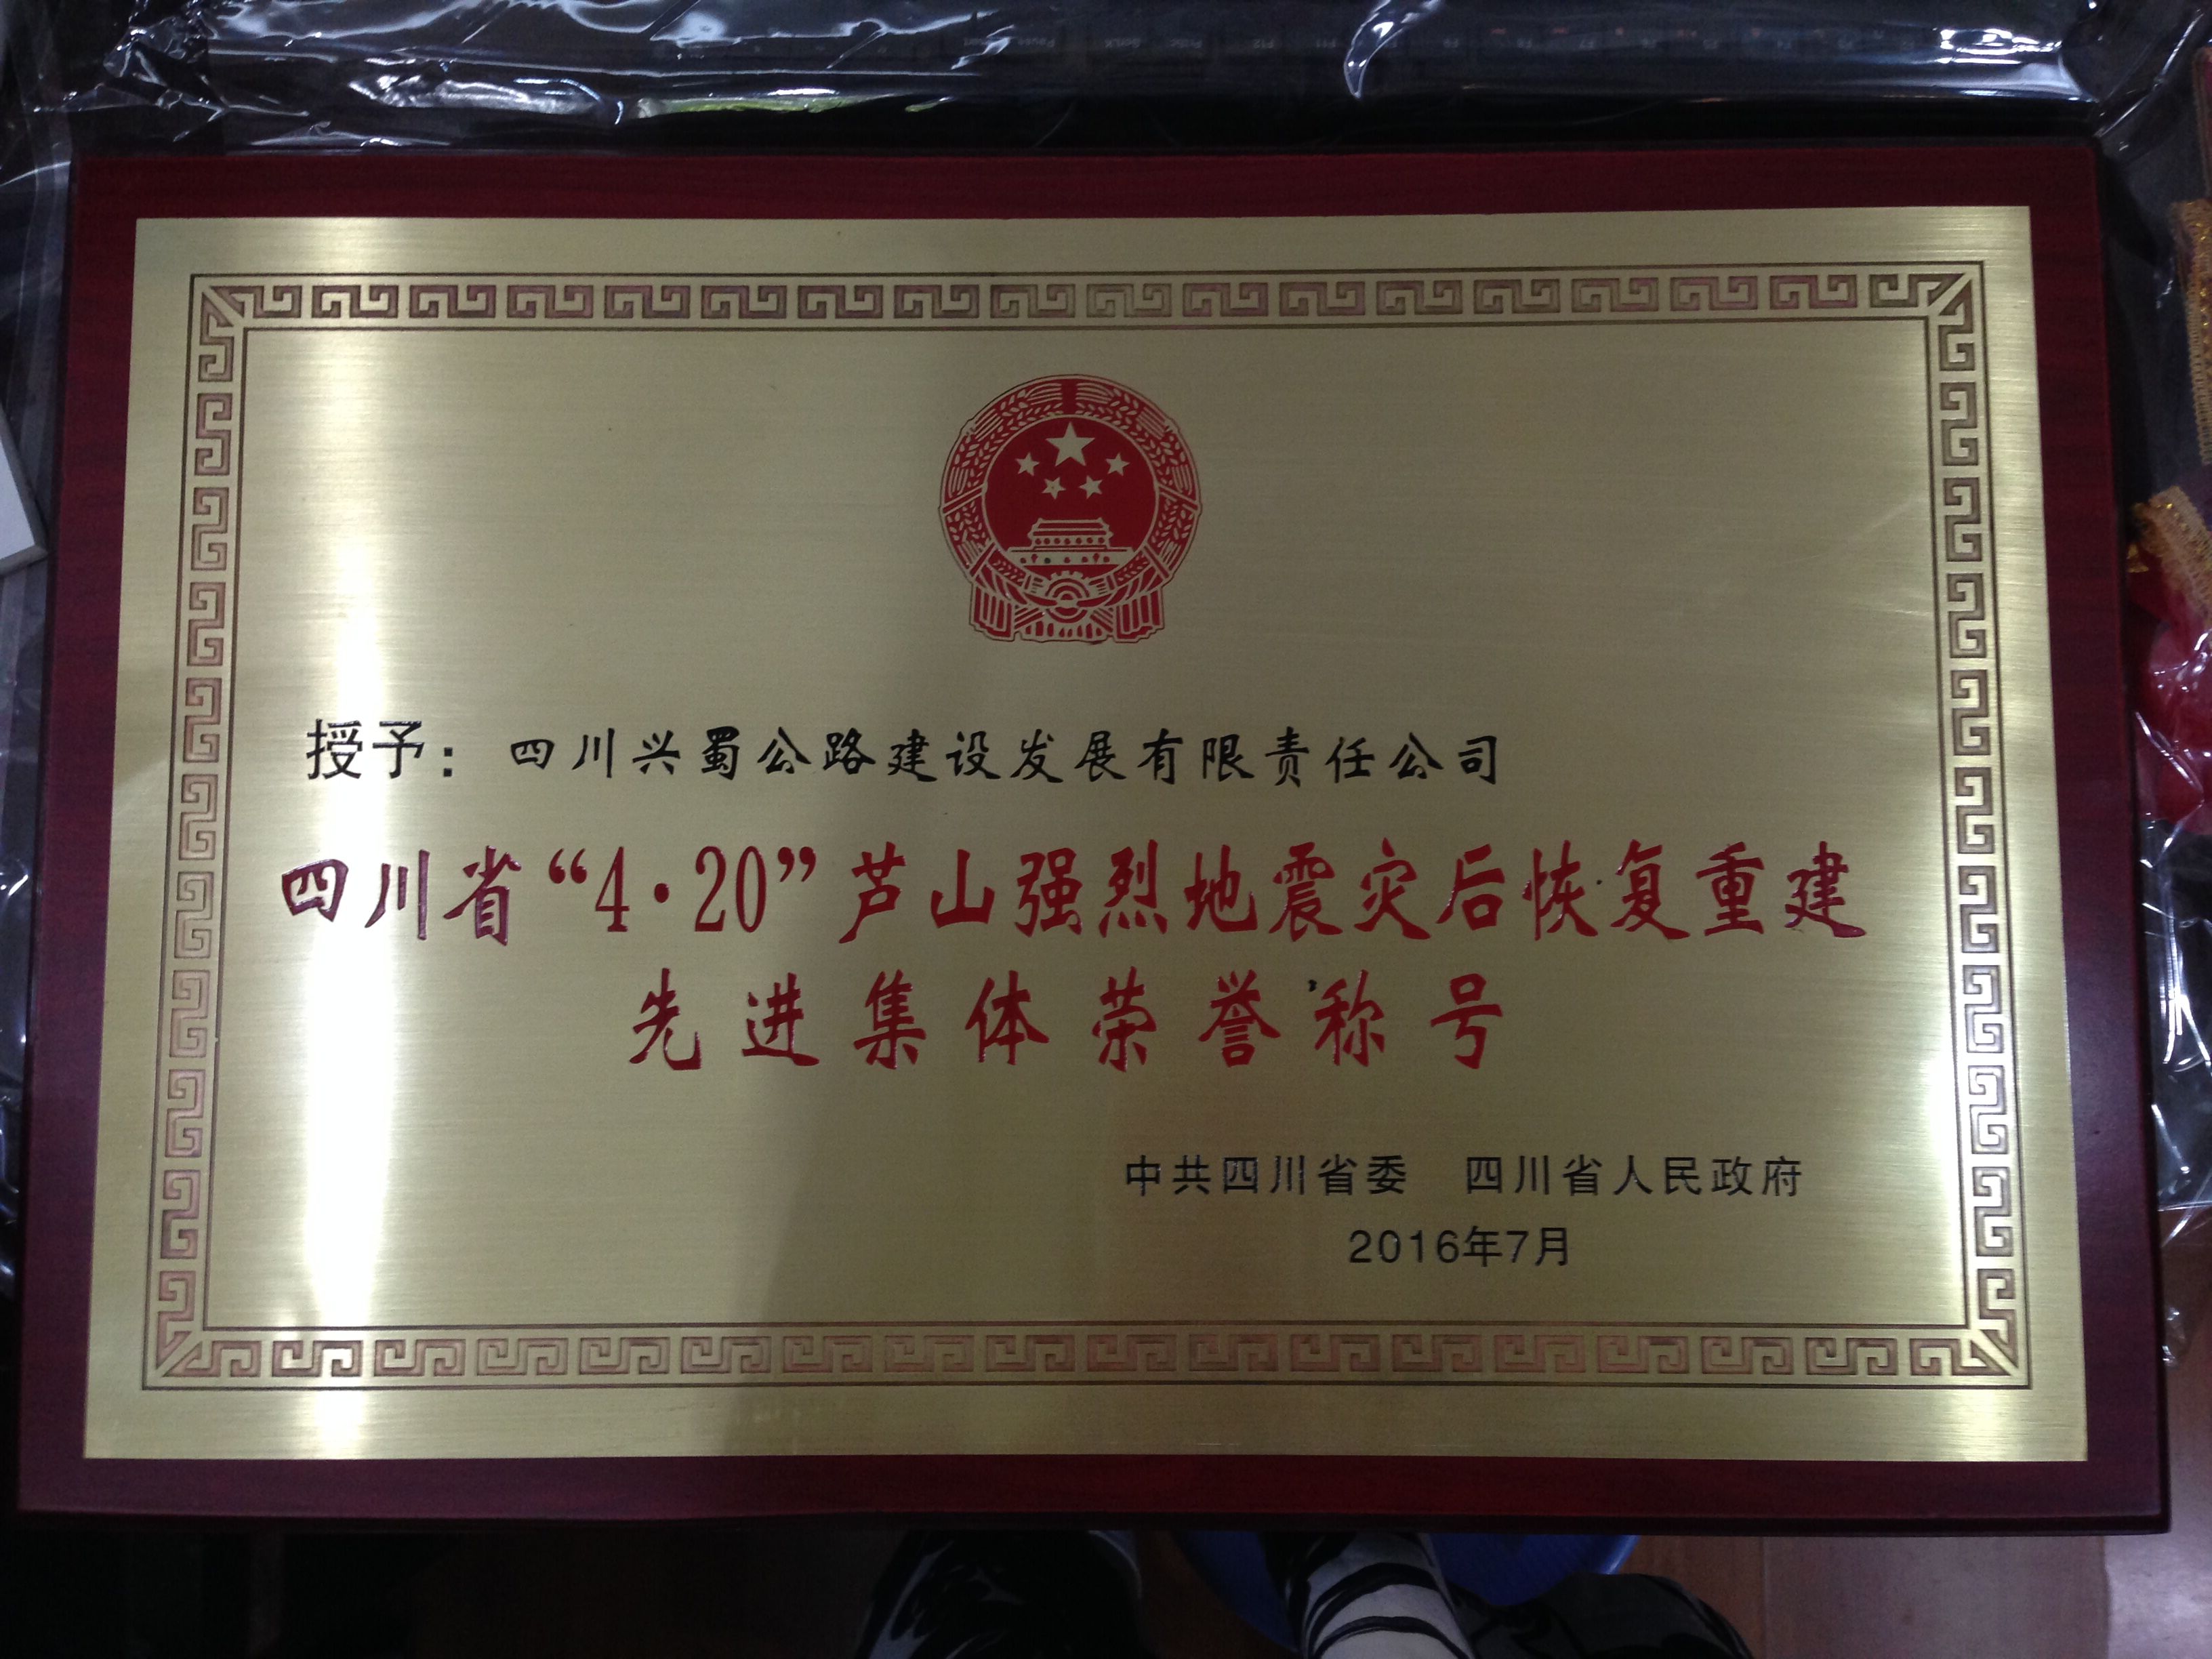 授予：四川兴蜀公路建设发展有限责任公司
四川省“4·20”芦山强烈地震灾后恢复重建
先进集体荣誉称号
中共四川省委 四川省人民政府
2016年7月